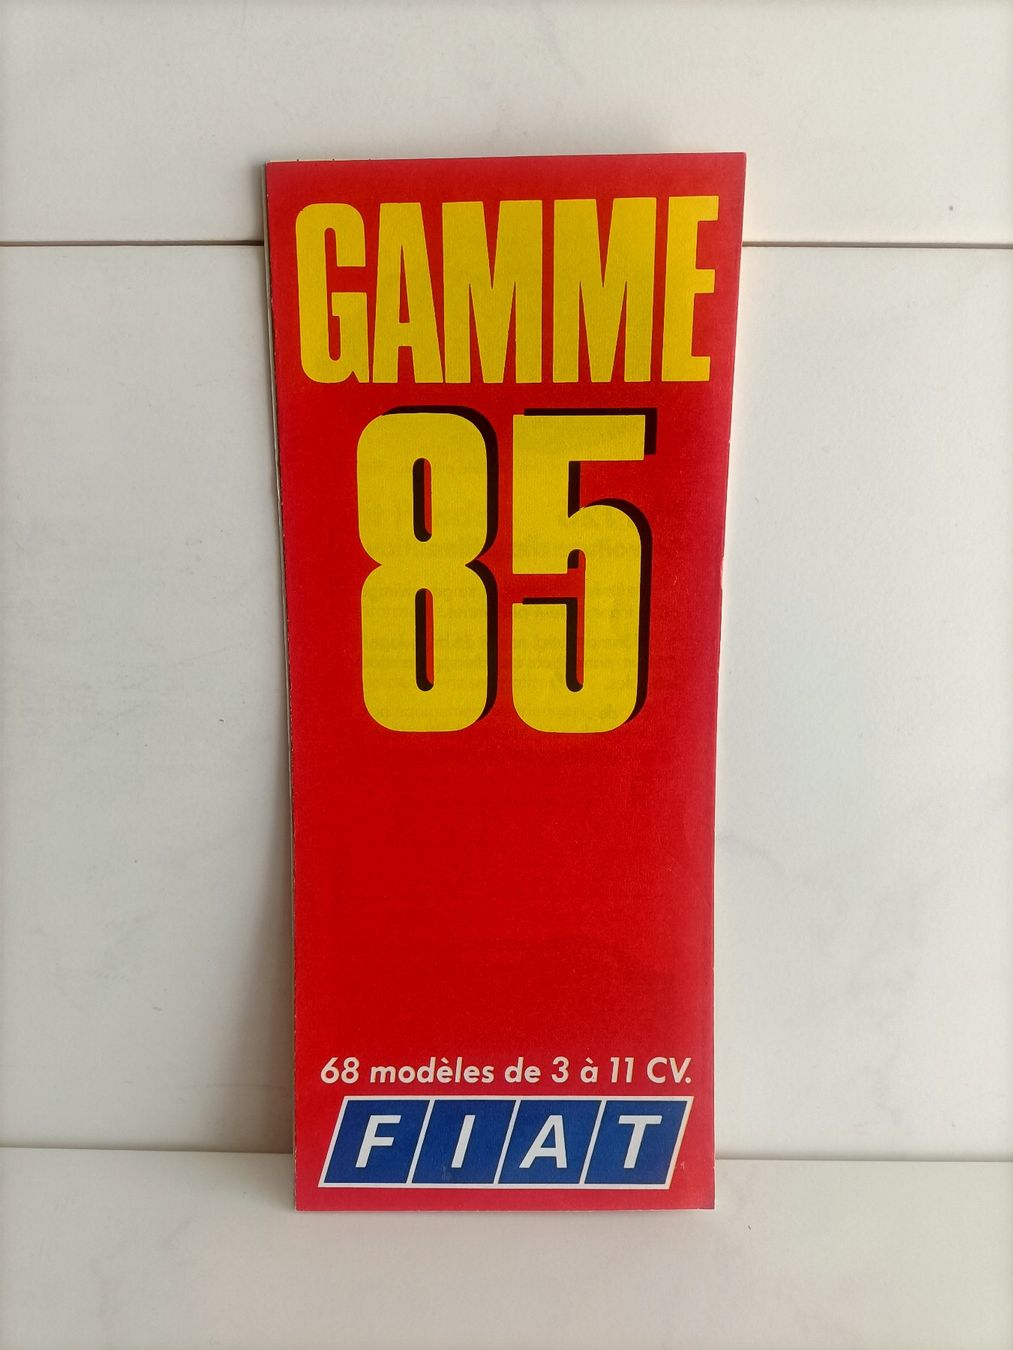 GAMME
85
68 modèles de 3 à 11 CV.
FIAT